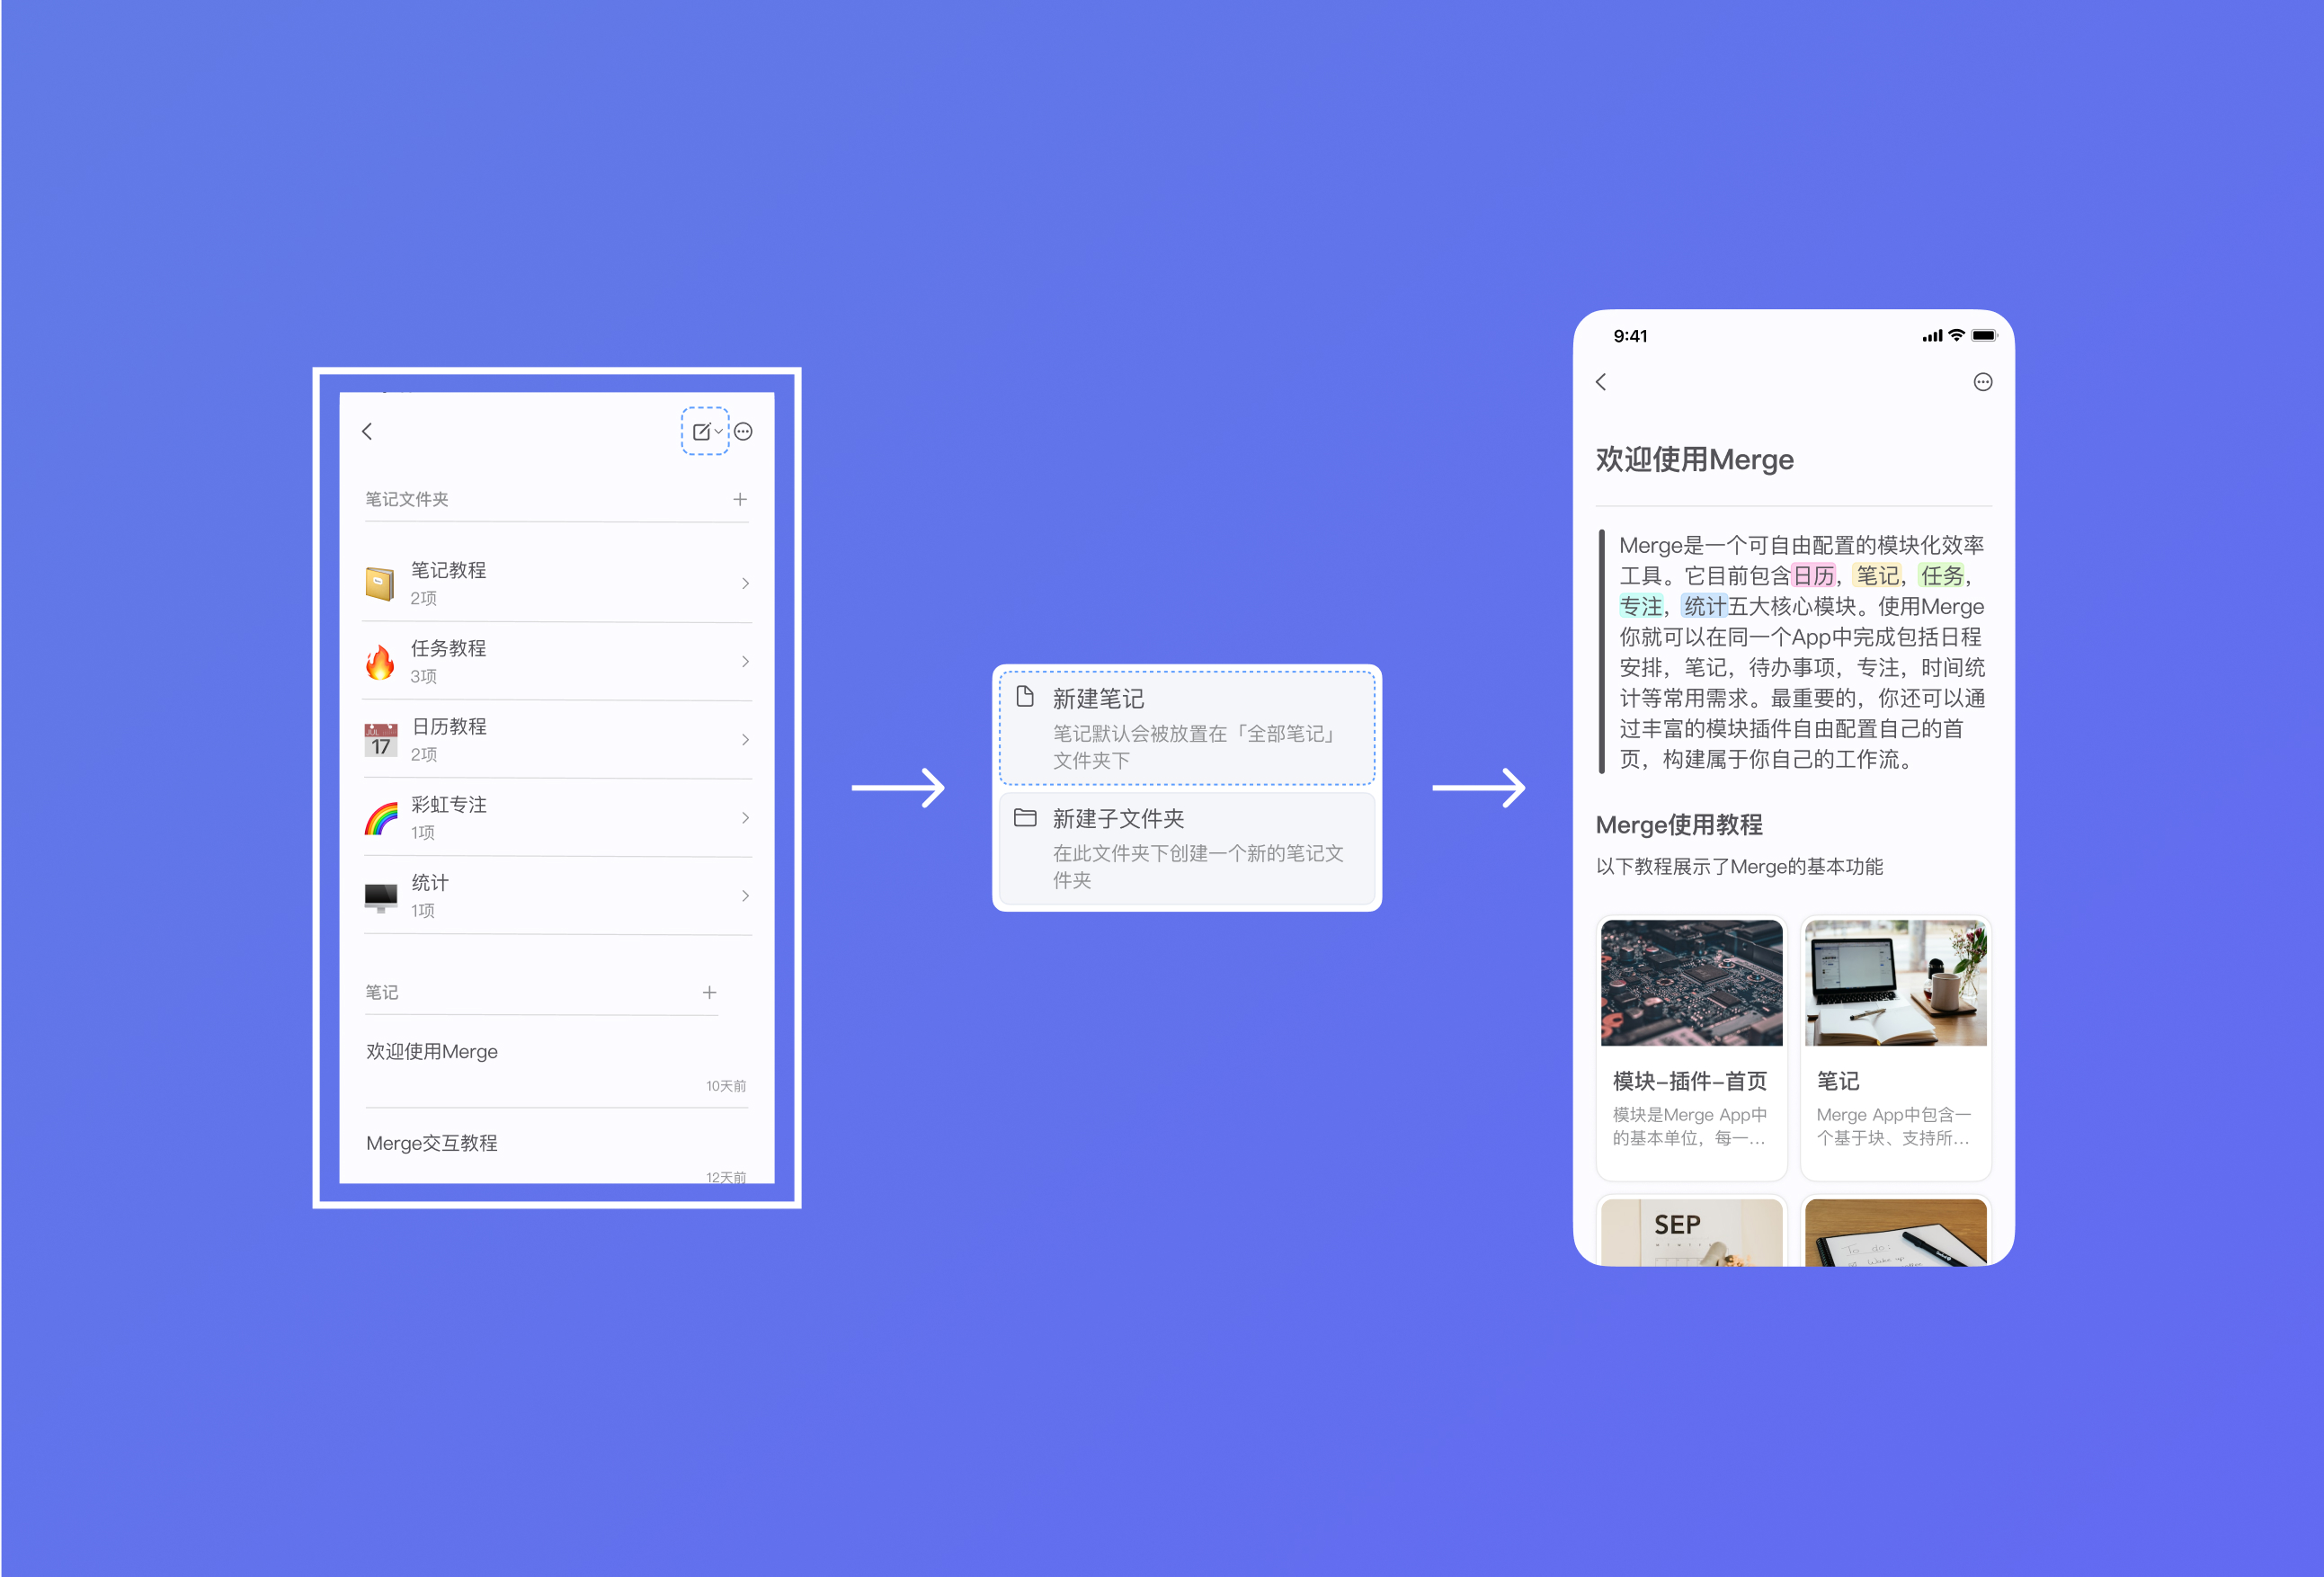 笔记文件夹
笔记教程
2项
任务教程
3项
JUL
17
日历教程
2项
彩虹专注
1项
统计
1项
笔记
欢迎使用Merge
10天前
Merge交互教程
12天前
新建笔记
笔记默认会被放置在「全部笔记」
文件夹下
新建子文件夹
在此文件夹下创建一个新的笔记文
件夹
9:41
欢迎使用Merge
Merge是一个可自由配置的模块化效率
工具。它目前包含日历，笔记，任务，
专注，统计五大核心模块。使用Merge
你就可以在同一个App中完成包括日程
安排，笔记，待办事项，专注，时间统
计等常用需求。最重要的，你还可以通
过丰富的模块插件自由配置自己的首
页，构建属于你自己的工作流。
Merge使用教程
以下教程展示了Merge的基本功能
模块-插件-首页
模块是Merge App中
的基本单位，每一...
笔记
Merge App中包含一
个基于块、支持所...
SEP
To do:
Wake up